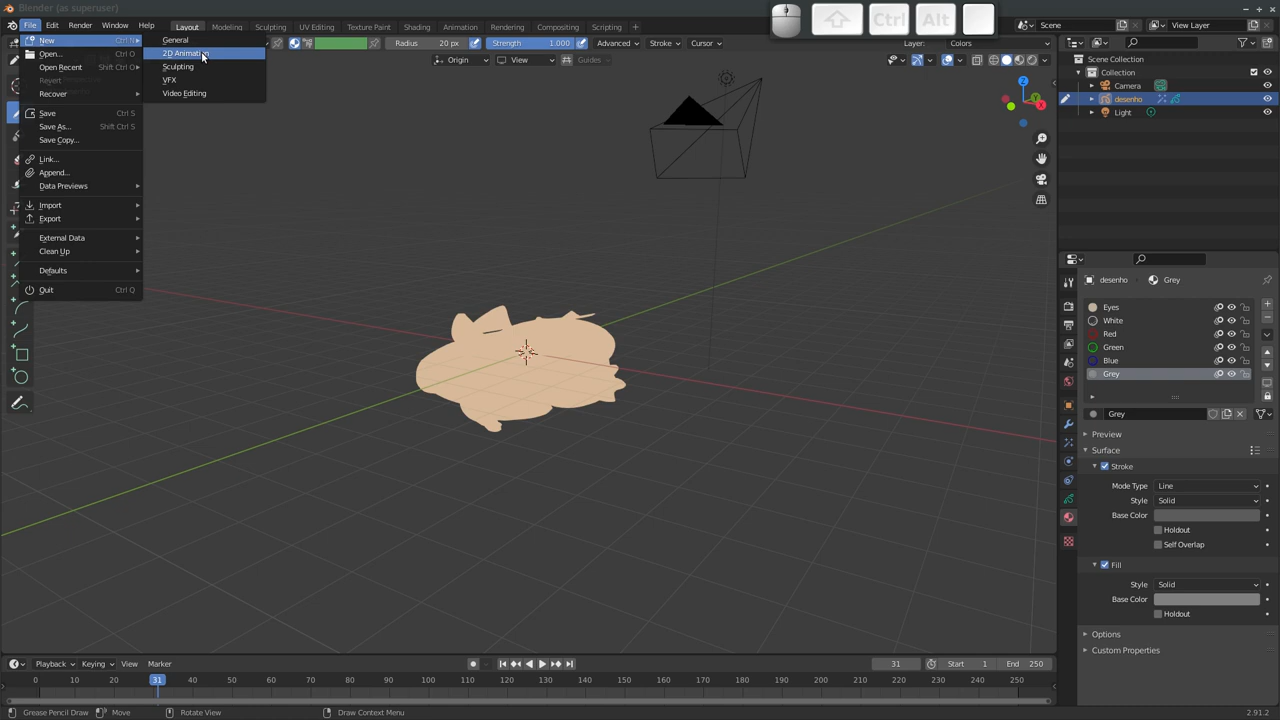 Blender (as superuser)
File Edit Render Window Help Layout Modeling Sculpting UV Editing Texture Paint Shading Animation Rendering Compositing Scripting Scene View Layer
Shift Ctrl Alt
New Ctrl N
Open... Ctrl O
Open Recent Shift Ctrl O
Revert
Recover
Save Ctrl S
Save As... Shift Ctrl S
Save Copy...
Link...
Append...
Data Previews
Import
Export
External Data
Clean Up
Defaults
Quit Ctrl Q
General
2D Animation
Sculpting
VFX
Video Editing
Radius 20 px Strength 1.000 Advanced Stroke Cursor Layer: Colors
Origin View Guides
Z
Y
X
Scene Collection
Collection
Camera
desenho
Light
desenho Grey
Eyes
White
Red
Green
Blue
Grey
Grey
Preview
Surface
Stroke
Mode Type Line
Style Solid
Base Color
Holdout
Self Overlap
Fill
Style Solid
Base Color
Holdout
Options
Custom Properties
Playback Keying View Marker 31 Start 1 End 250
0 10 20 31 40 50 60 70 80 90 100 110 120 130 140 150 160 170 180 190 200 210 220 230 240 250
Grease Pencil Draw Move Rotate View Draw Context Menu 2.91.2